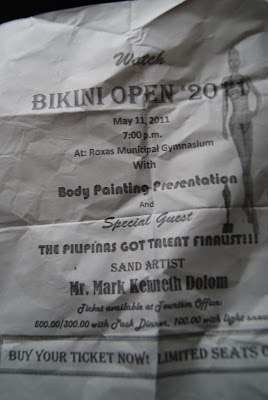 Watch
BIKINI OPEN '2011
May 11, 2011
7:00 p.m.
At: Roxas Municipal Gymnasium
With
Body Painting Presentation
And
Special Guest
THE PILIPINAS GOT TALENT FINALIST!!!
SAND ARTIST
Mr. Mark Kenneth Dolom
Ticket available at Tourism Office:
500.00/300.00 with Pack Dinner, 100.00 with light
BUY YOUR TICKET NOW! LIMITED SEATS